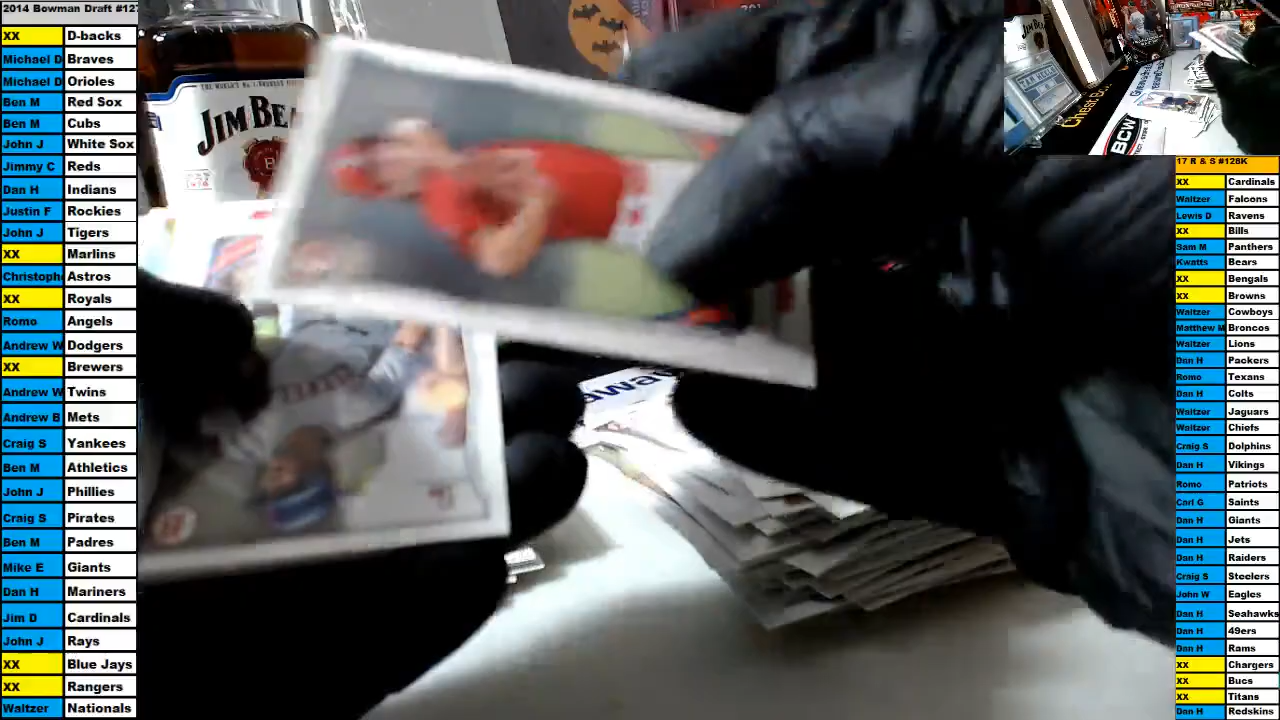 2014 Bowman Draft #127
XX D-backs
Michael D Braves
Michael D Orioles
Ben M Red Sox
Ben M Cubs
John J White Sox
Jimmy C Reds
Dan H Indians
Justin F Rockies
John J Tigers
XX Marlins
Christophe Astros
XX Royals
Romo Angels
Andrew W Dodgers
XX Brewers
Andrew W Twins
Andrew B Mets
Craig S Yankees
Ben M Athletics
John J Phillies
Craig S Pirates
Ben M Padres
Mike E Giants
Dan H Mariners
Jim D Cardinals
John J Rays
XX Blue Jays
XX Rangers
Waltzer Nationals
JIM BEA
BCW
17 R & S #128K
XX Cardinals
Waltzer Falcons
Lewis D Ravens
XX Bills
Sam M Panthers
Kwatts Bears
XX Bengals
XX Browns
Waltzer Cowboys
Matthew M Broncos
Waltzer Lions
Dan H Packers
Romo Texans
Dan H Colts
Waltzer Jaguars
Waltzer Chiefs
Craig S Dolphins
Dan H Vikings
Romo Patriots
Carl G Saints
Dan H Giants
Dan H Jets
Dan H Raiders
Craig S Steelers
John W Eagles
Dan H Seahawks
Dan H 49ers
Dan H Rams
XX Chargers
XX Bucs
XX Titans
Dan H Redskins